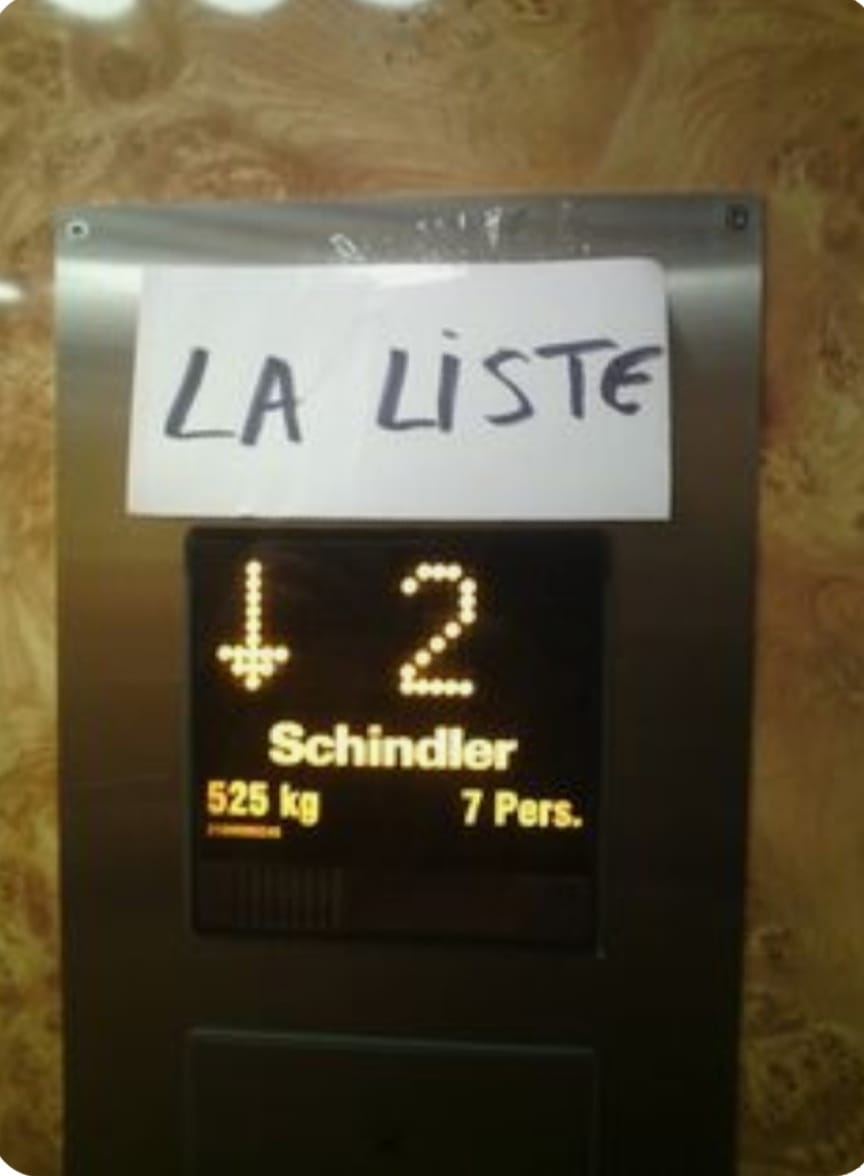 LA LiSTE
↓ 2
Schindler
525 kg 7 Pers.